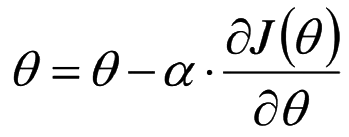 θ = θ − α · ∂J(θ) / ∂θ